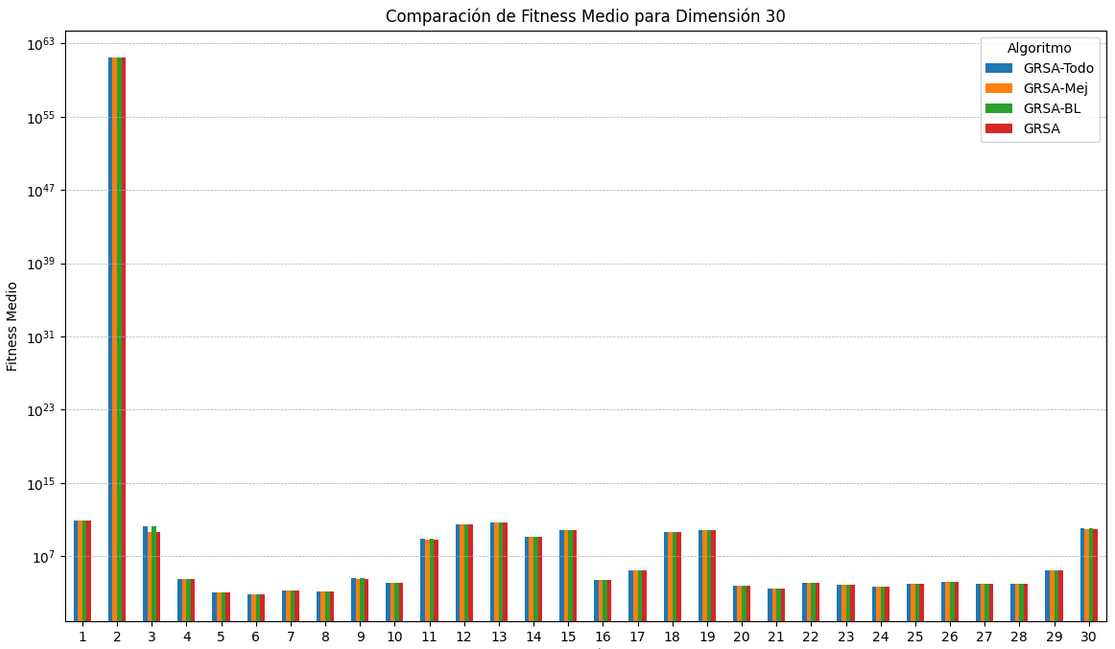 Comparación de Fitness Medio para Dimensión 30
Fitness Medio
10^63
10^55
10^47
10^39
10^31
10^23
10^15
10^7
Algoritmo
GRSA-Todo
GRSA-Mej
GRSA-BL
GRSA
1 2 3 4 5 6 7 8 9 10 11 12 13 14 15 16 17 18 19 20 21 22 23 24 25 26 27 28 29 30